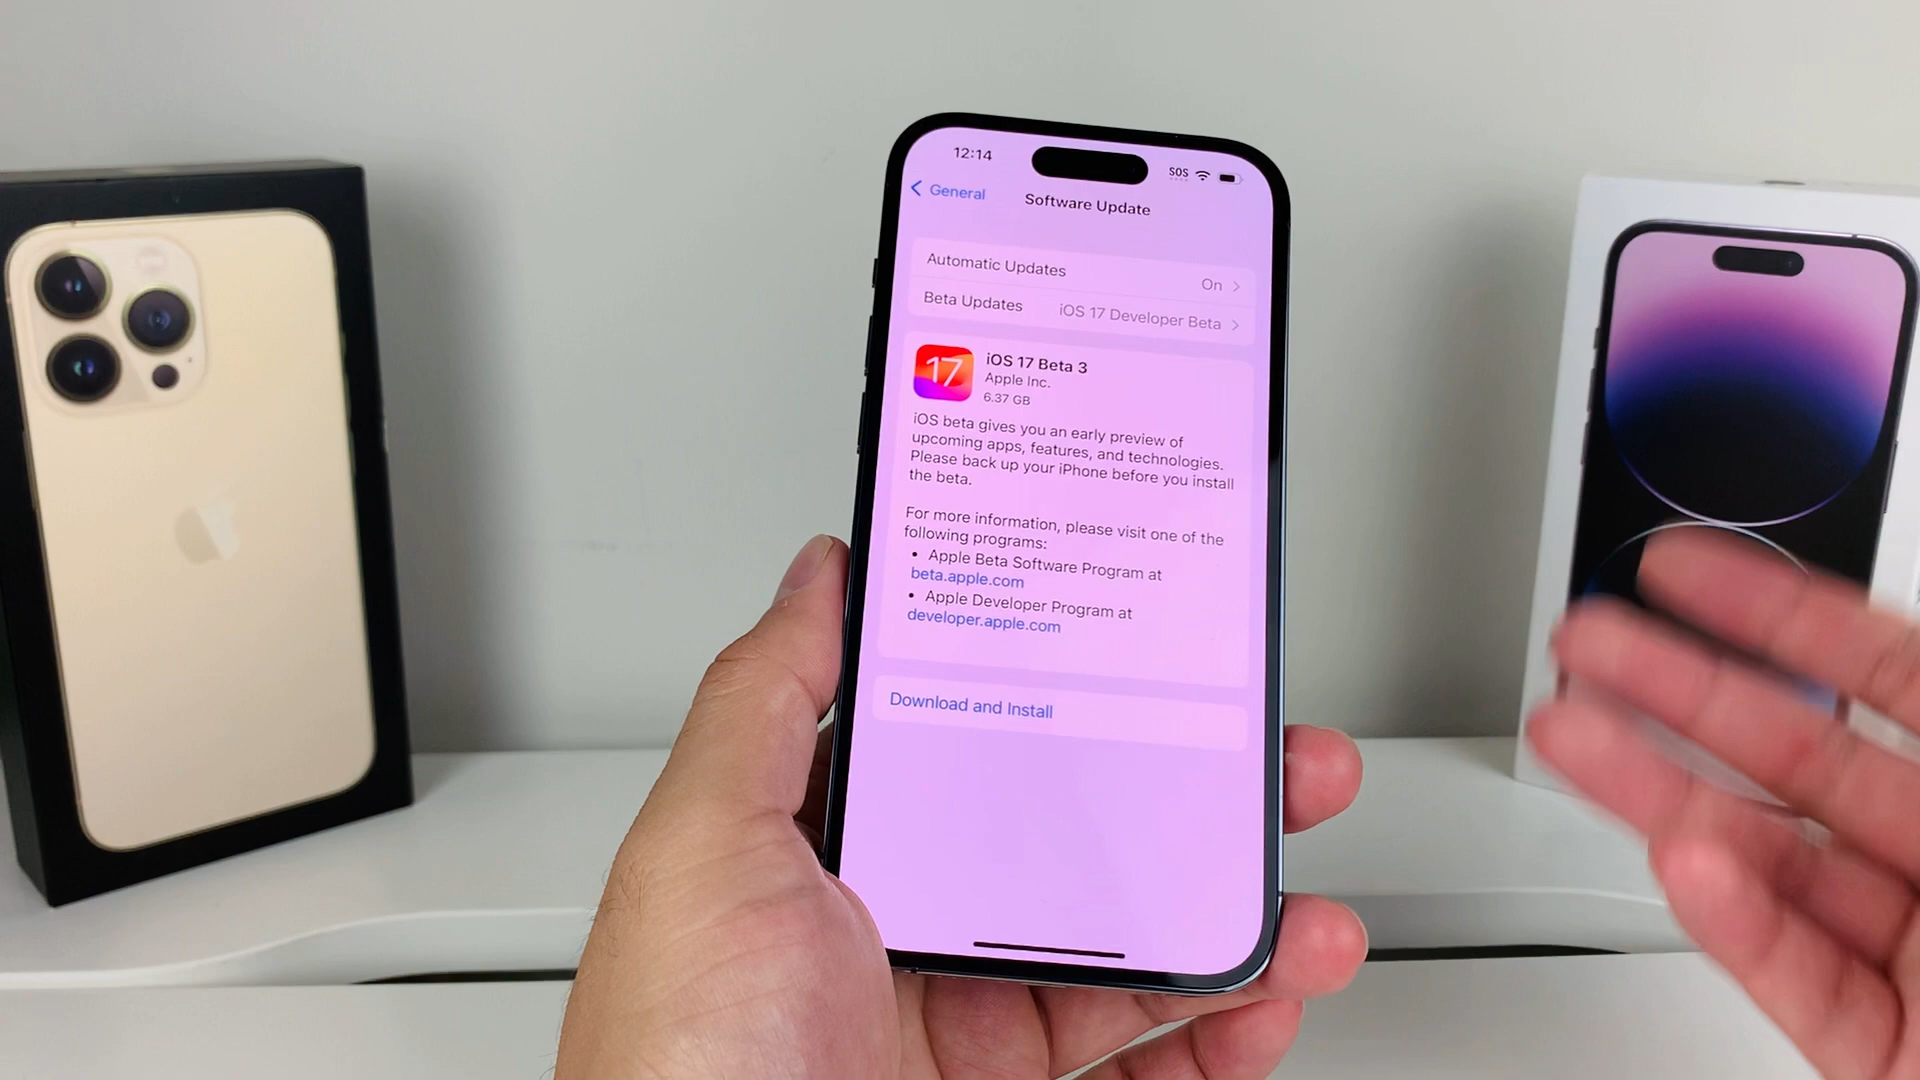 12:14
SOS
General
Software Update
Automatic Updates
On
Beta Updates
iOS 17 Developer Beta
17
iOS 17 Beta 3
Apple Inc.
6.37 GB
iOS beta gives you an early preview of
upcoming apps, features, and technologies.
Please back up your iPhone before you install
the beta.
For more information, please visit one of the
following programs:
• Apple Beta Software Program at
beta.apple.com
• Apple Developer Program at
developer.apple.com
Download and Install